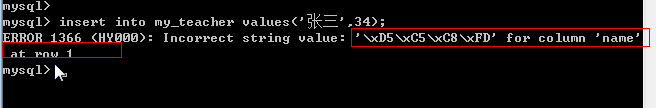 mysql>
mysql> insert into my_teacher values('张三',34);
ERROR 1366 (HY000): Incorrect string value: '\xD5\xC5\xC8\xFD' for column 'name'
 at row 1
mysql>